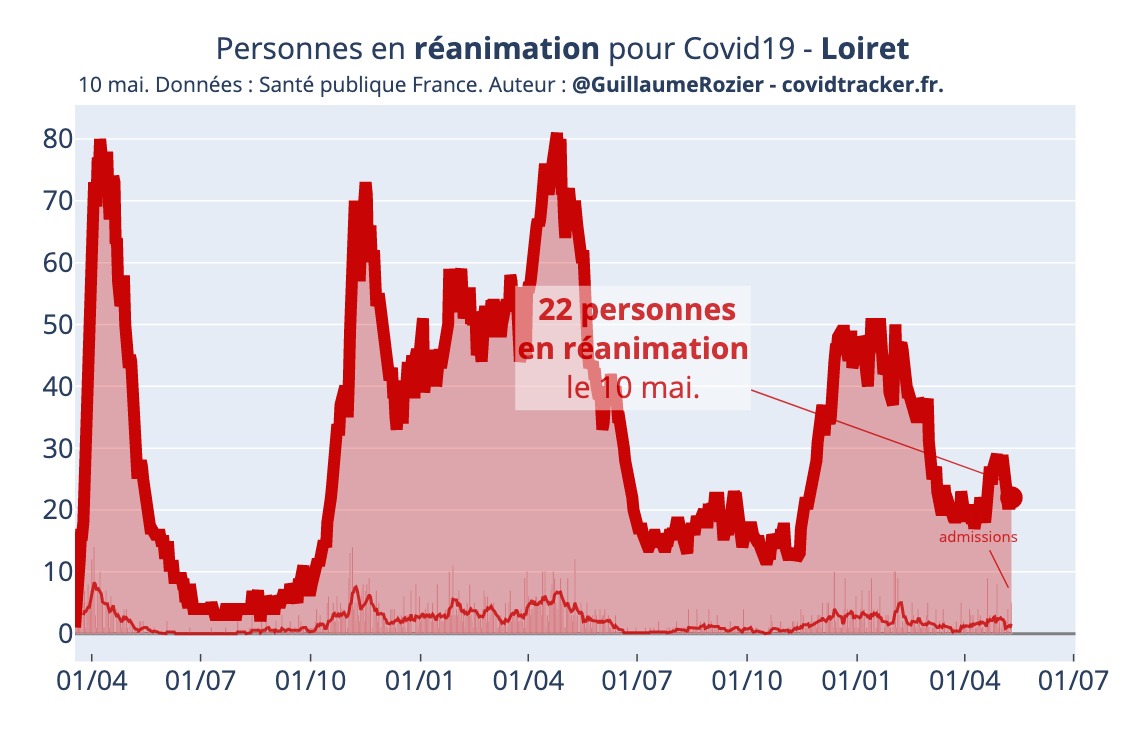 Personnes en réanimation pour Covid19 - Loiret
10 mai. Données : Santé publique France. Auteur : @GuillaumeRozier - covidtracker.fr.
80
70
60
50
40
30
20
10
0
22 personnes
en réanimation
le 10 mai.
admissions
01/04 01/07 01/10 01/01 01/04 01/07 01/10 01/01 01/04 01/07